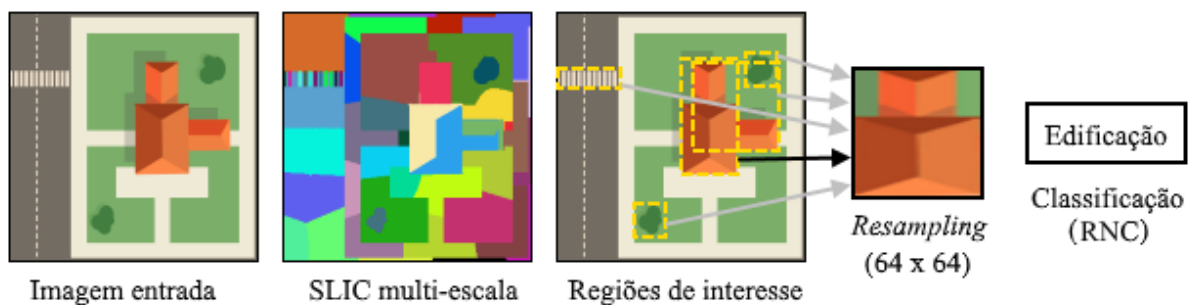 Imagem entrada
SLIC multi-escala
Regiões de interesse
Resampling
(64 x 64)
Edificação
Classificação
(RNC)